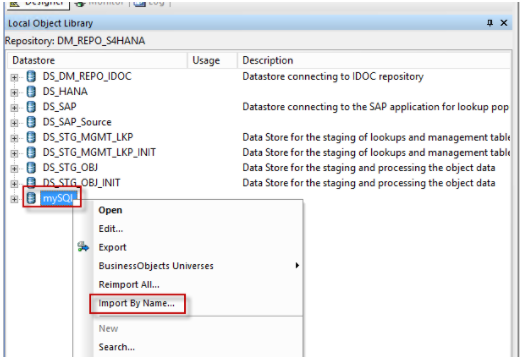 Designer Monitor Log
Local Object Library
Repository: DM_REPO_S4HANA
Datastore Usage Description
DS_DM_REPO_IDOC Datastore connecting to IDOC repository
DS_HANA
DS_SAP Datastore connecting to the SAP application for lookup pop
DS_SAP_Source
DS_STG_MGMT_LKP Data Store for the staging of lookups and management table
DS_STG_MGMT_LKP_INIT Data Store for the staging of lookups and management table
DS_STG_OBJ Data Store for the staging and processing the object data
DS_STG_OBJ_INIT Data Store for the staging and processing the object data
mySQL
Open
Edit...
Export
BusinessObjects Universes
Reimport All...
Import By Name...
New
Search...